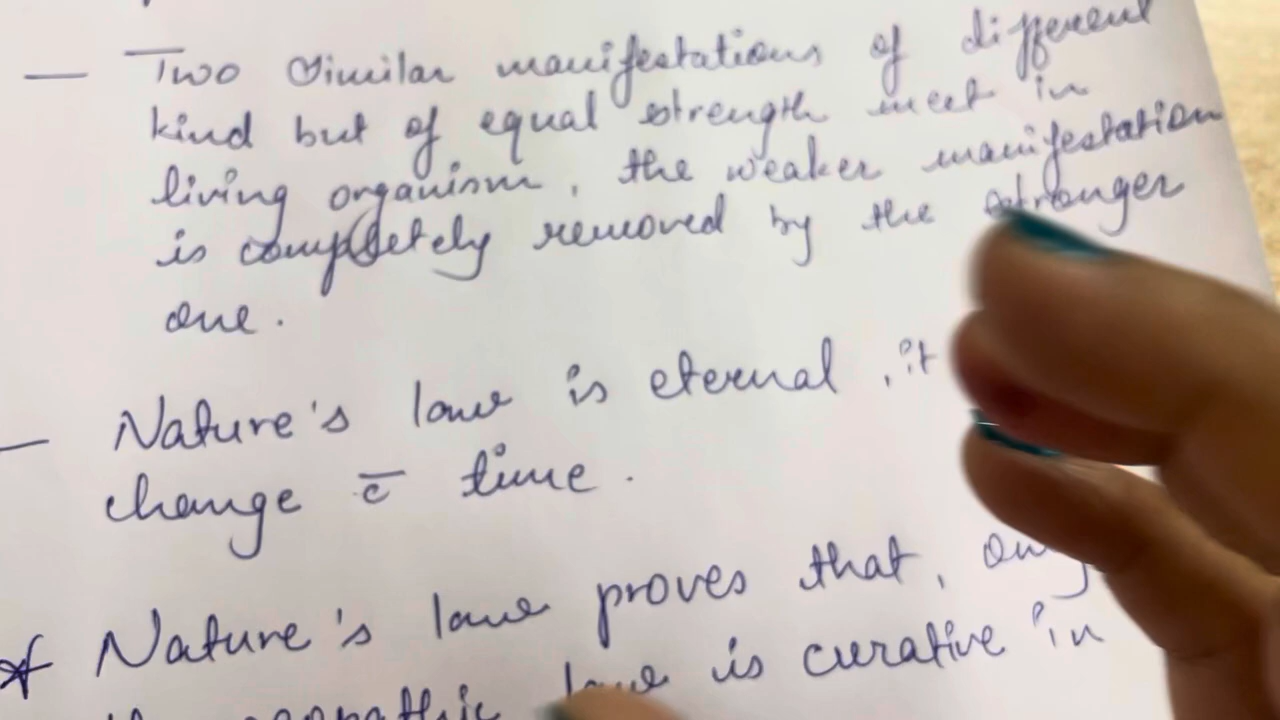 — Two Similar manifestations of different
kind but of equal strength meet in
living organism, the weaker manifestation
is completely removed by the stronger
one.
— Nature's law is eternal, it
change c̅ time.
* Nature's law proves that,
law is curative in